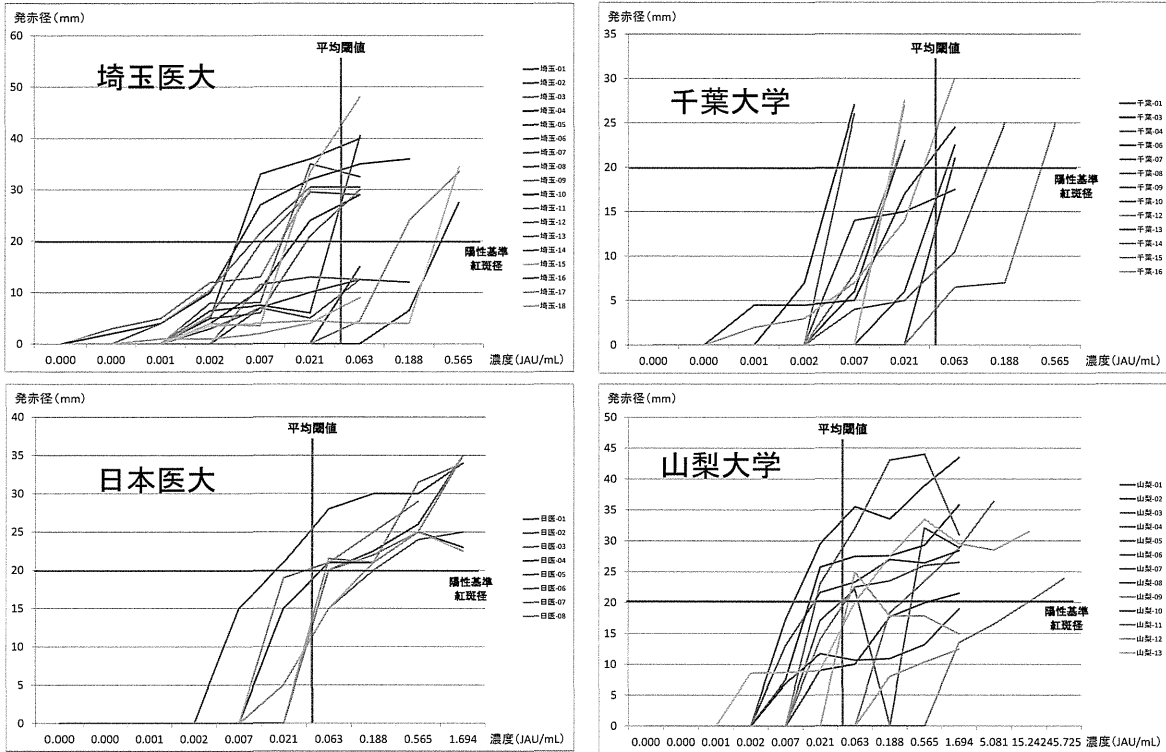 発赤径(mm)
60
50
40
30
20
10
0
埼玉医大
平均閾値
陽性基準
紅斑径
0.000 0.000 0.001 0.002 0.007 0.021 0.063 0.188 0.565 濃度(JAU/mL)
埼玉-01
埼玉-02
埼玉-03
埼玉-04
埼玉-05
埼玉-06
埼玉-07
埼玉-08
埼玉-09
埼玉-10
埼玉-11
埼玉-12
埼玉-13
埼玉-14
埼玉-15
埼玉-16
埼玉-17
埼玉-18
発赤径(mm)
35
30
25
20
15
10
5
0
千葉大学
平均閾値
陽性基準
紅斑径
0.000 0.000 0.001 0.002 0.007 0.021 0.063 0.188 0.565 濃度(JAU/mL)
千葉-01
千葉-03
千葉-04
千葉-06
千葉-07
千葉-08
千葉-09
千葉-10
千葉-12
千葉-13
千葉-14
千葉-15
千葉-16
発赤径(mm)
40
35
30
25
20
15
10
5
0
日本医大
平均閾値
陽性基準
紅斑径
0.000 0.000 0.001 0.002 0.007 0.021 0.063 0.188 0.565 1.694 濃度(JAU/mL)
日医-01
日医-02
日医-03
日医-04
日医-05
日医-06
日医-07
日医-08
発赤径(mm)
50
45
40
35
30
25
20
15
10
5
0
山梨大学
平均閾値
陽性基準
紅斑径
0.000 0.000 0.001 0.002 0.007 0.021 0.063 0.188 0.565 1.694 5.081 15.24245.725 濃度(JAU/mL)
山梨-01
山梨-02
山梨-03
山梨-04
山梨-05
山梨-06
山梨-07
山梨-08
山梨-09
山梨-10
山梨-11
山梨-12
山梨-13